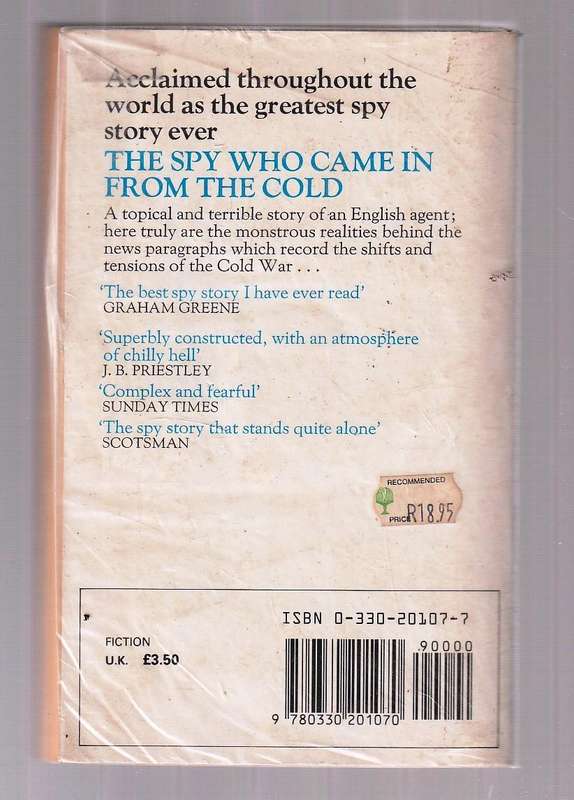 Acclaimed throughout the
world as the greatest spy
story ever
THE SPY WHO CAME IN
FROM THE COLD
A topical and terrible story of an English agent;
here truly are the monstrous realities behind the
news paragraphs which record the shifts and
tensions of the Cold War . . .
‘The best spy story I have ever read’
GRAHAM GREENE
‘Superbly constructed, with an atmosphere
of chilly hell’
J. B. PRIESTLEY
‘Complex and fearful’
SUNDAY TIMES
‘The spy story that stands quite alone’
SCOTSMAN
RECOMMENDED
PRICE R18.95
ISBN 0-330-20107-7
FICTION
U.K. £3.50
90000
9 780330 201070